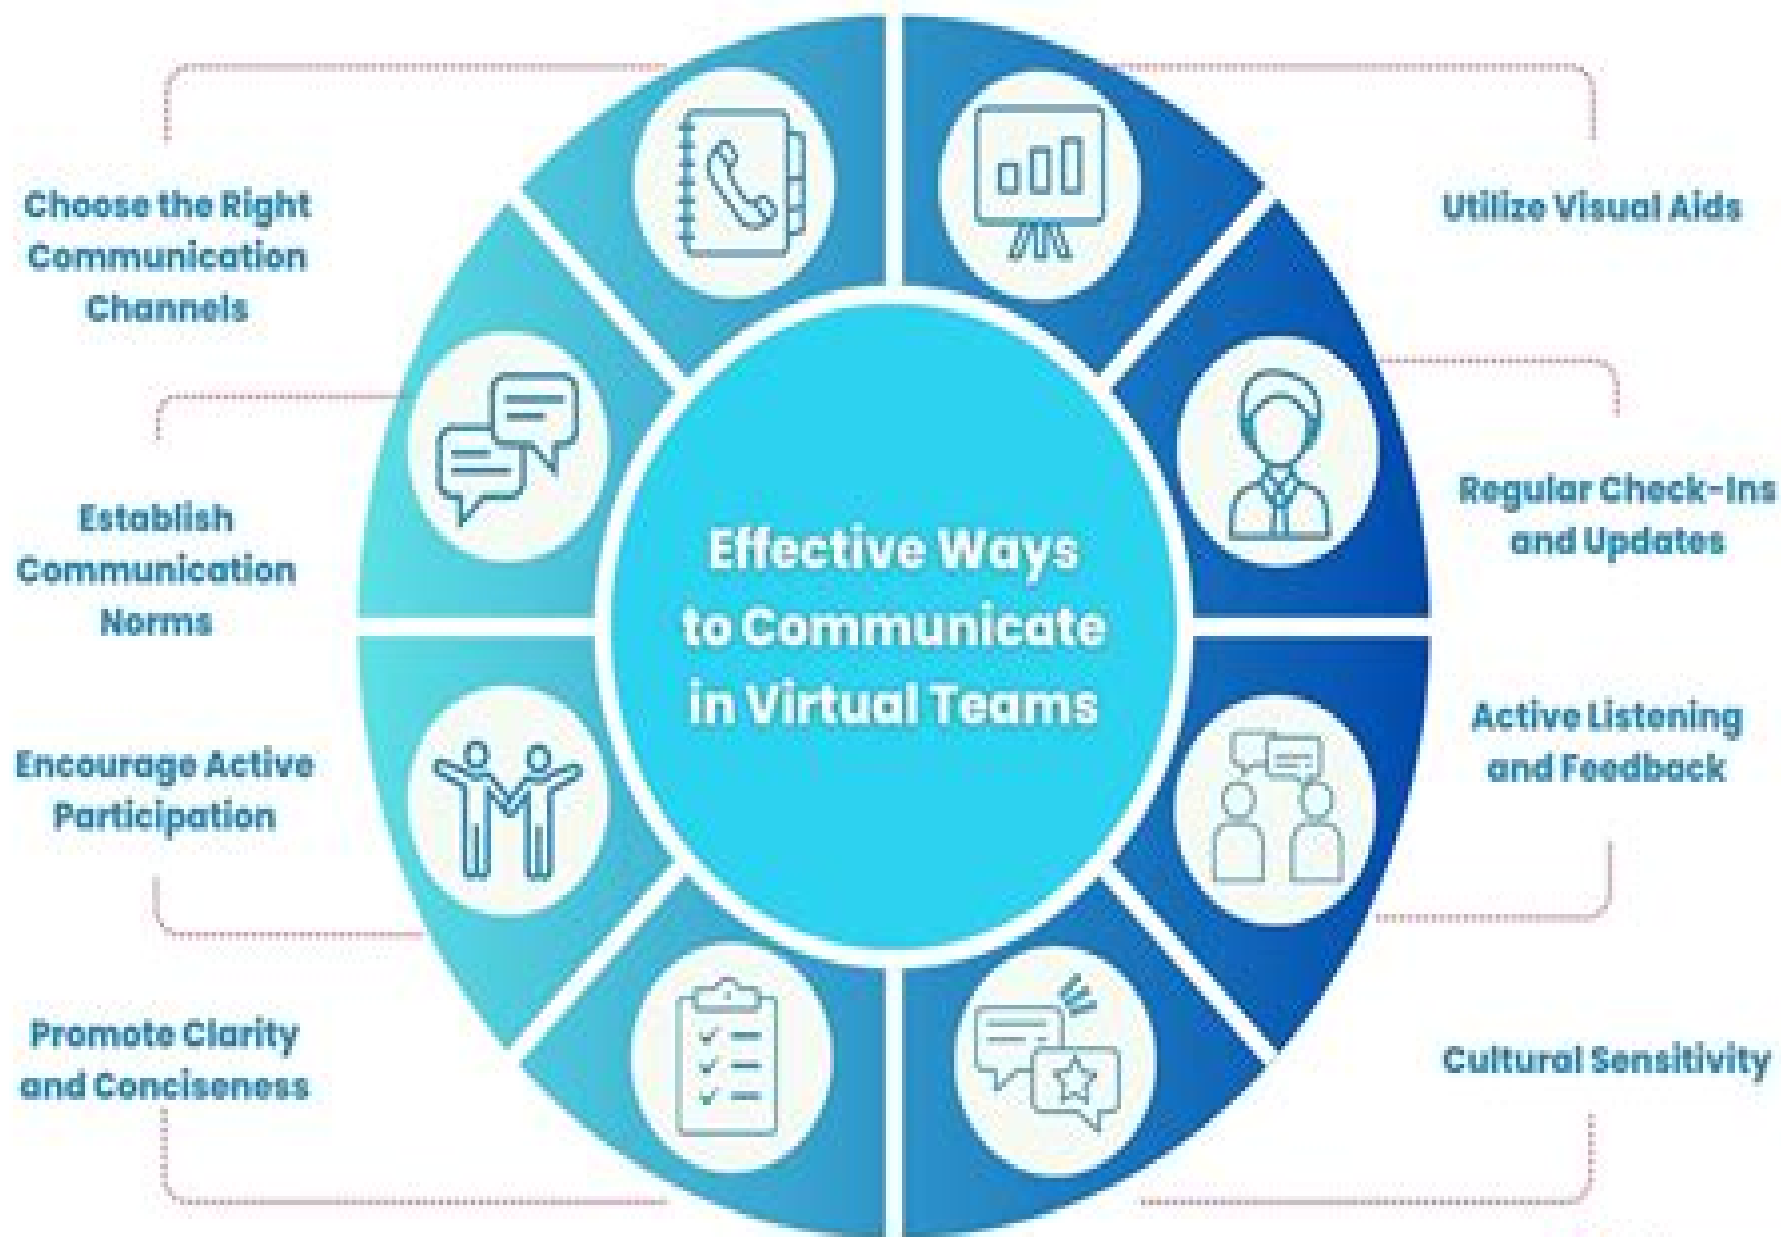 Choose the Right
Communication
Channels
Establish
Communication
Norms
Encourage Active
Participation
Promote Clarity
and Conciseness
Effective Ways
to Communicate
in Virtual Teams
Utilize Visual Aids
Regular Check-Ins
and Updates
Active Listening
and Feedback
Cultural Sensitivity